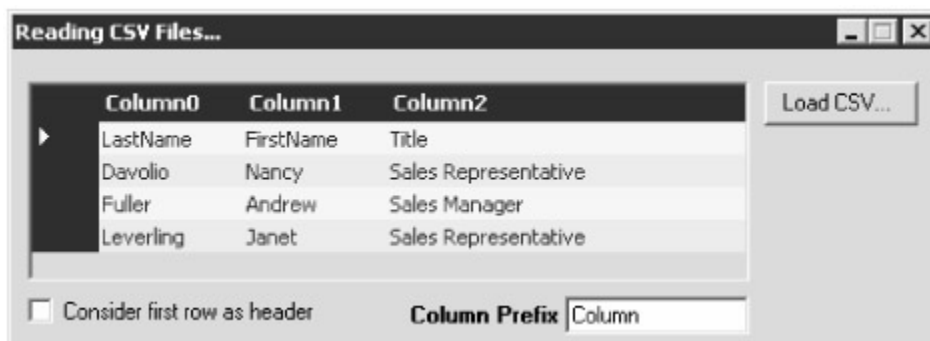 Reading CSV Files...
Column0 Column1 Column2 Load CSV...
LastName FirstName Title
Davolio Nancy Sales Representative
Fuller Andrew Sales Manager
Leverling Janet Sales Representative
Consider first row as header Column Prefix Column